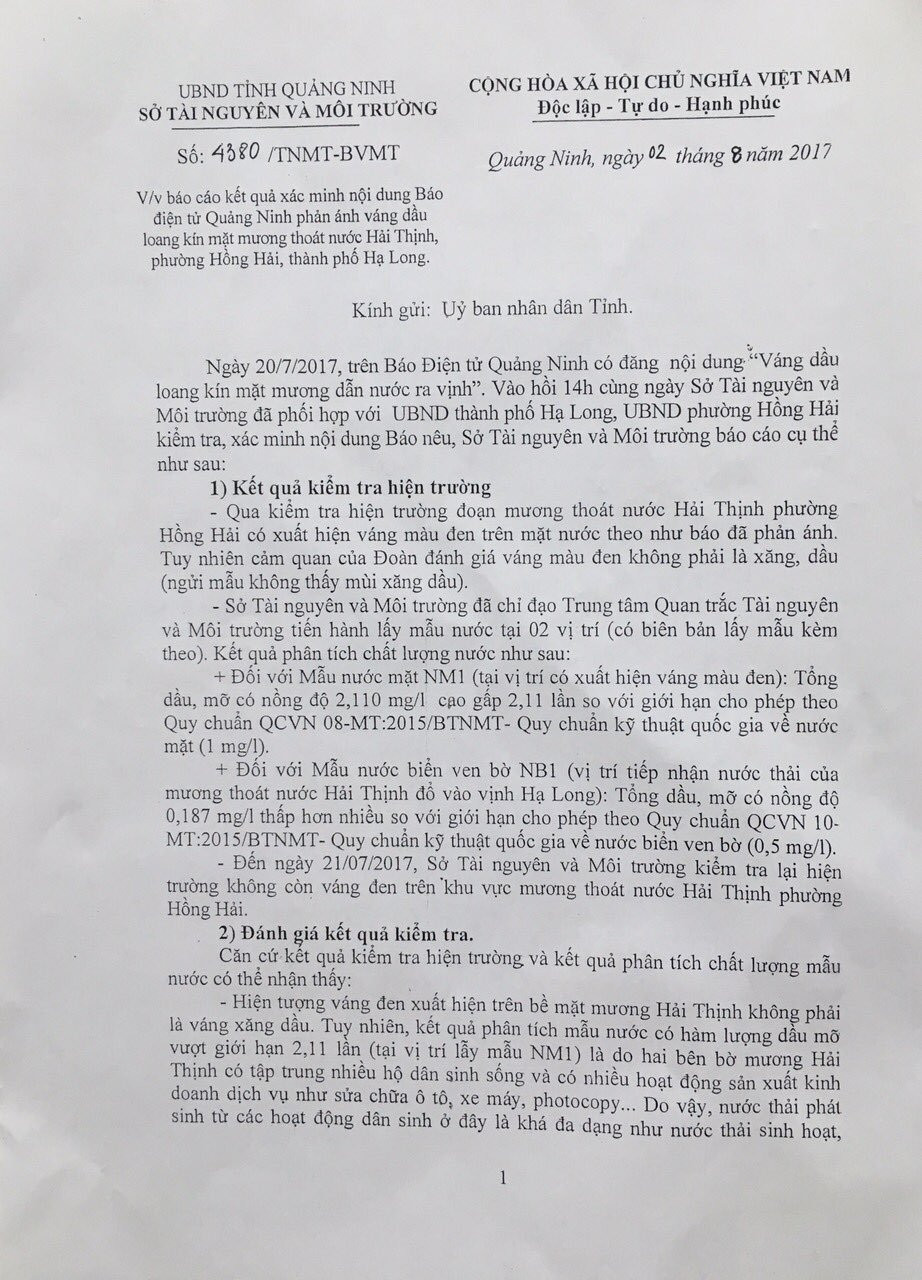 UBND TỈNH QUẢNG NINH
SỞ TÀI NGUYÊN VÀ MÔI TRƯỜNG
CỘNG HÒA XÃ HỘI CHỦ NGHĨA VIỆT NAM
Độc lập - Tự do - Hạnh phúc
Số: 4380 /TNMT-BVMT
Quảng Ninh, ngày 02 tháng 8 năm 2017
V/v báo cáo kết quả xác minh nội dung Báo
điện tử Quảng Ninh phản ánh váng dầu
loang kín mặt mương thoát nước Hải Thịnh,
phường Hồng Hải, thành phố Hạ Long.
Kính gửi: Uỷ ban nhân dân Tỉnh.
Ngày 20/7/2017, trên Báo Điện tử Quảng Ninh có đăng nội dung “Váng dầu
loang kín mặt mương dẫn nước ra vịnh”. Vào hồi 14h cùng ngày Sở Tài nguyên và
Môi trường đã phối hợp với UBND thành phố Hạ Long, UBND phường Hồng Hải
kiểm tra, xác minh nội dung Báo nêu, Sở Tài nguyên và Môi trường báo cáo cụ thể
như sau:
1) Kết quả kiểm tra hiện trường
- Qua kiểm tra hiện trường đoạn mương thoát nước Hải Thịnh phường
Hồng Hải có xuất hiện váng màu đen trên mặt nước theo như báo đã phản ánh.
Tuy nhiên cảm quan của Đoàn đánh giá váng màu đen không phải là xăng, dầu
(ngửi mẫu không thấy mùi xăng dầu).
- Sở Tài nguyên và Môi trường đã chỉ đạo Trung tâm Quan trắc Tài nguyên
và Môi trường tiến hành lấy mẫu nước tại 02 vị trí (có biên bản lấy mẫu kèm
theo). Kết quả phân tích chất lượng nước như sau:
+ Đối với Mẫu nước mặt NM1 (tại vị trí có xuất hiện váng màu đen): Tổng
dầu, mỡ có nồng độ 2,110 mg/l cao gấp 2,11 lần so với giới hạn cho phép theo
Quy chuẩn QCVN 08-MT:2015/BTNMT- Quy chuẩn kỹ thuật quốc gia về nước
mặt (1 mg/l).
+ Đối với Mẫu nước biển ven bờ NB1 (vị trí tiếp nhận nước thải của
mương thoát nước Hải Thịnh đổ vào vịnh Hạ Long): Tổng dầu, mỡ có nồng độ
0,187 mg/l thấp hơn nhiều so với giới hạn cho phép theo Quy chuẩn QCVN 10-
MT:2015/BTNMT- Quy chuẩn kỹ thuật quốc gia về nước biển ven bờ (0,5 mg/l).
- Đến ngày 21/07/2017, Sở Tài nguyên và Môi trường kiểm tra lại hiện
trường không còn váng đen trên khu vực mương thoát nước Hải Thịnh phường
Hồng Hải.
2) Đánh giá kết quả kiểm tra.
Căn cứ kết quả kiểm tra hiện trường và kết quả phân tích chất lượng mẫu
nước có thể nhận thấy:
- Hiện tượng váng đen xuất hiện trên bề mặt mương Hải Thịnh không phải
là váng xăng dầu. Tuy nhiên, kết quả phân tích mẫu nước có hàm lượng dầu mỡ
vượt giới hạn 2,11 lần (tại vị trí lẫy mẫu NM1) là do hai bên bờ mương Hải
Thịnh có tập trung nhiều hộ dân sinh sống và có nhiều hoạt động sản xuất kinh
doanh dịch vụ như sửa chữa ô tô, xe máy, photocopy... Do vậy, nước thải phát
sinh từ các hoạt động dân sinh ở đây là khá đa dạng như nước thải sinh hoạt,
1